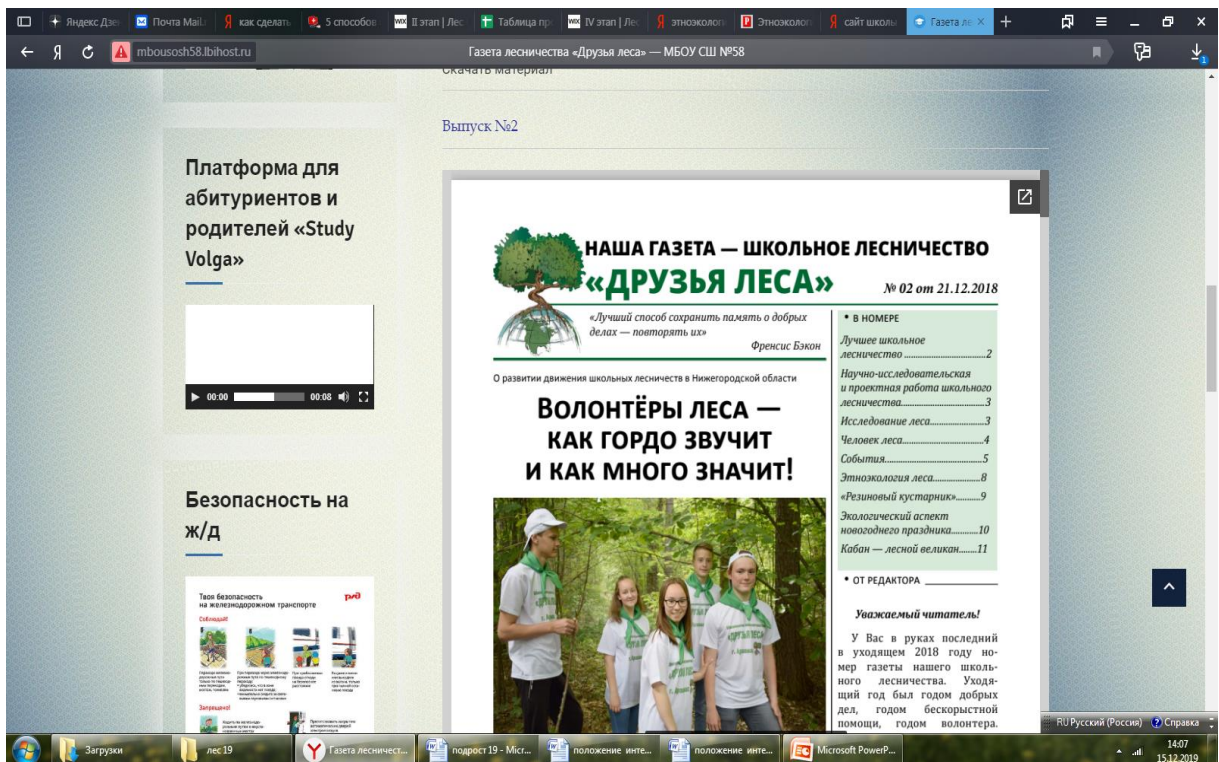 Яндекс.Дзе
Почта Mail.
как сделать
5 способов
II этап | Лес
Таблица пр
IV этап | Ле
этноэколог
Этноэколог
сайт школы
Газета ле
mbousosh58.lbihost.ru
Газета лесничества «Друзья леса» — МБОУ СШ №58
Платформа для
абитуриентов и
родителей «Study
Volga»
00:00 00:08
Безопасность на
ж/д
Твоя безопасность
на железнодорожном транспорте
Соблюдай!
Запрещено!
Скачать материал
Выпуск №2
НАША ГАЗЕТА — ШКОЛЬНОЕ ЛЕСНИЧЕСТВО
«ДРУЗЬЯ ЛЕСА»
№ 02 от 21.12.2018
«Лучший способ сохранить память о добрых
делах — повторять их»
Френсис Бэкон
О развитии движения школьных лесничеств в Нижегородской области
ВОЛОНТЁРЫ ЛЕСА —
КАК ГОРДО ЗВУЧИТ
И КАК МНОГО ЗНАЧИТ!
• В НОМЕРЕ
Лучшее школьное
лесничество ..................................2
Научно-исследовательская
и проектная работа школьного
лесничества...................................3
Исследование леса.......................3
Человек леса..................................4
События.........................................5
Этноэкология леса........................8
«Резиновый кустарник»..........9
Экологический аспект
новогоднего праздника...........10
Кабан — лесной великан........11
• ОТ РЕДАКТОРА
Уважаемый читатель!
У Вас в руках последний
в уходящем 2018 году но-
мер газеты нашего школь-
ного лесничества. Уходя-
щий год был годом добрых
дел, годом бескорыстной
помощи, годом волонтера.
RU Русский (Россия) Справка
Загрузки
лес 19
Газета лесничест...
подрост 19 - Micr...
положение инте...
положение инте...
Microsoft PowerP...
14:07
15.12.2019